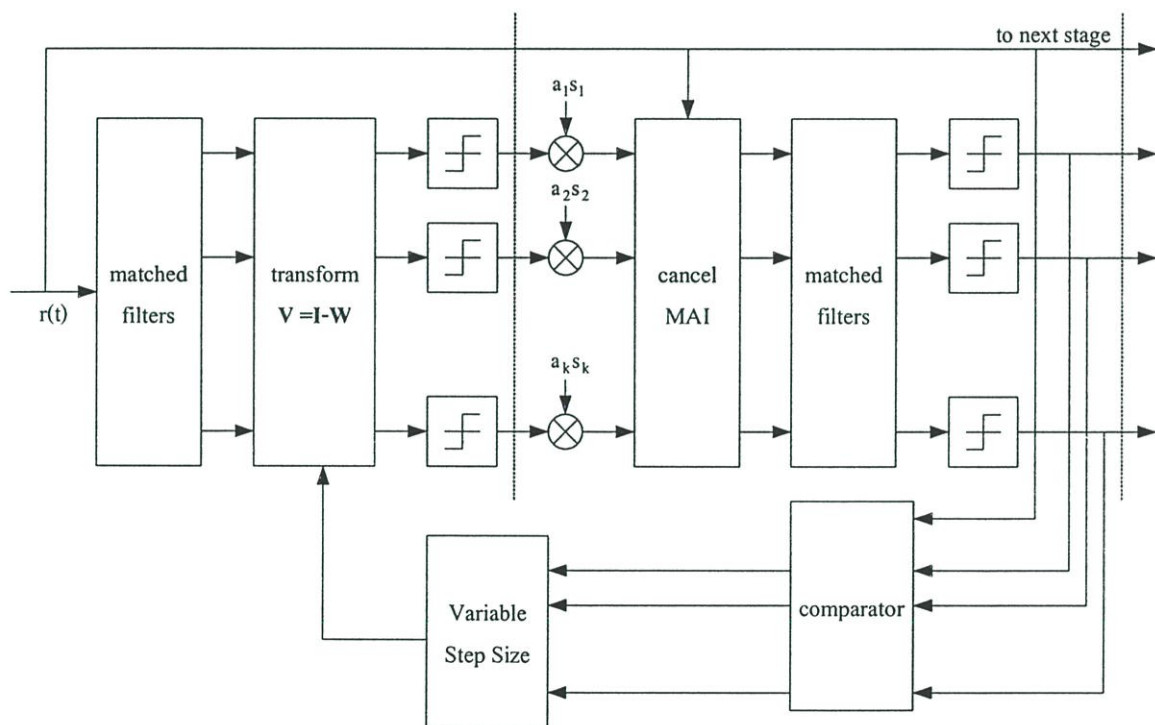 to next stage
a₁s₁
a₂s₂
matched
filters
transform
V = I-W
cancel
MAI
matched
filters
r(t)
aₖsₖ
Variable
Step Size
comparator